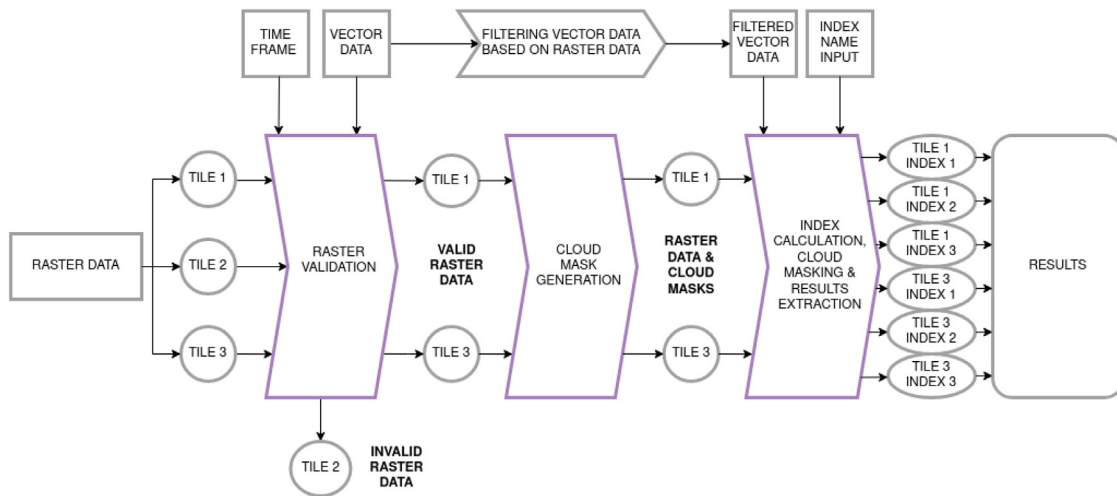 TIME
FRAME
VECTOR
DATA
FILTERING VECTOR DATA
BASED ON RASTER DATA
FILTERED
VECTOR
DATA
INDEX
NAME
INPUT
RASTER DATA
TILE 1
TILE 2
TILE 3
RASTER
VALIDATION
TILE 1
VALID
RASTER
DATA
TILE 3
CLOUD
MASK
GENERATION
TILE 1
RASTER
DATA &
CLOUD
MASKS
TILE 3
INDEX
CALCULATION,
CLOUD
MASKING &
RESULTS
EXTRACTION
TILE 1
INDEX 1
TILE 1
INDEX 2
TILE 1
INDEX 3
TILE 3
INDEX 1
TILE 3
INDEX 2
TILE 3
INDEX 3
RESULTS
TILE 2
INVALID
RASTER
DATA